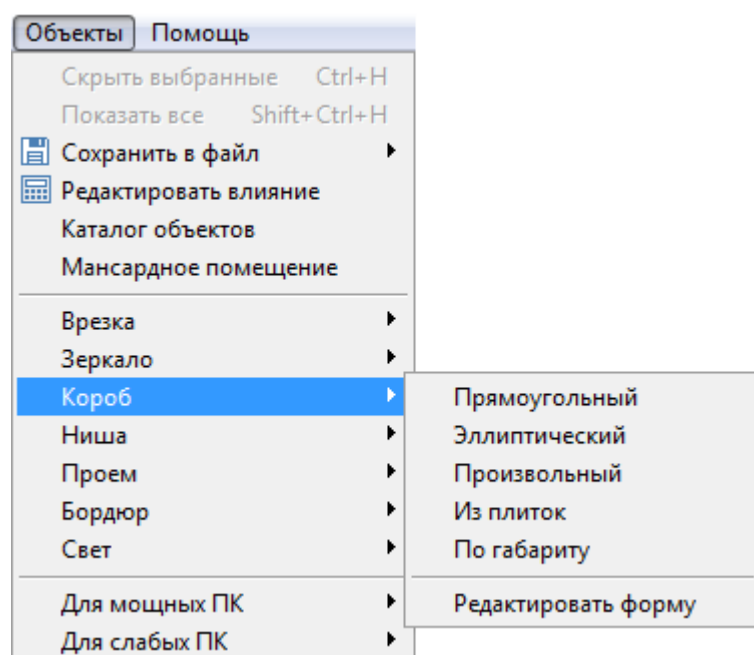 Объекты Помощь
Скрыть выбранные Ctrl+H
Показать все Shift+Ctrl+H
Сохранить в файл
Редактировать влияние
Каталог объектов
Мансардное помещение
Врезка
Зеркало
Короб
Прямоугольный
Ниша
Эллиптический
Проем
Произвольный
Бордюр
Из плиток
Свет
По габариту
Для мощных ПК
Редактировать форму
Для слабых ПК